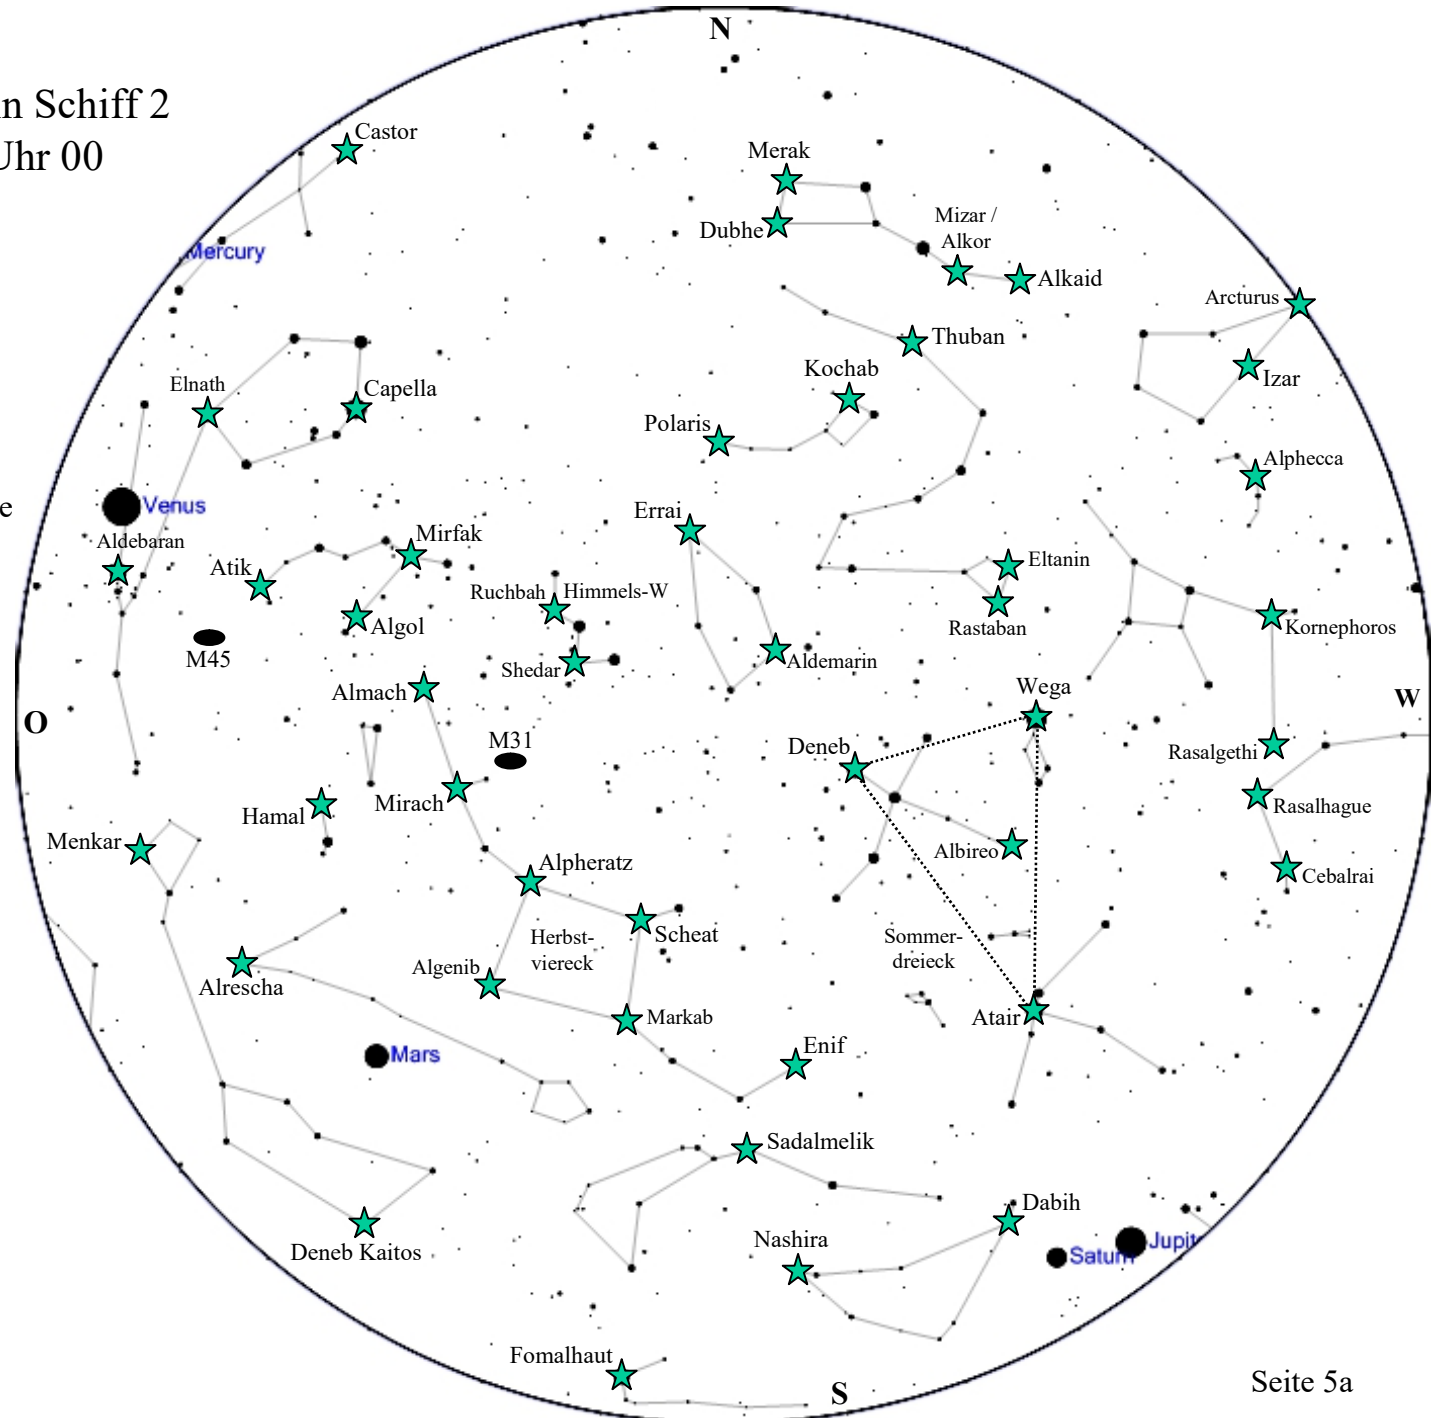 n Schiff 2
Uhr 00
e
N
Castor
Merak
Mercury
Dubhe
Mizar /
Alkor
Alkaid
Arcturus
Thuban
Izar
Elnath
Capella
Kochab
Polaris
Alphecca
Venus
Errai
Mirfak
Aldebaran
Atik
Eltanin
Ruchbah
Himmels-W
Rastaban
Algol
Kornephoros
M45
Shedar
Aldemarin
Almach
Wega
O
W
M31
Deneb
Rasalgethi
Mirach
Hamal
Rasalhague
Menkar
Albireo
Alpheratz
Cebalrai
Scheat
Herbst-
viereck
Sommer-
dreieck
Algenib
Alrescha
Markab
Atair
Mars
Enif
Sadalmelik
Dabih
Nashira
Deneb Kaitos
Saturn
Jupit
Fomalhaut
S
Seite 5a